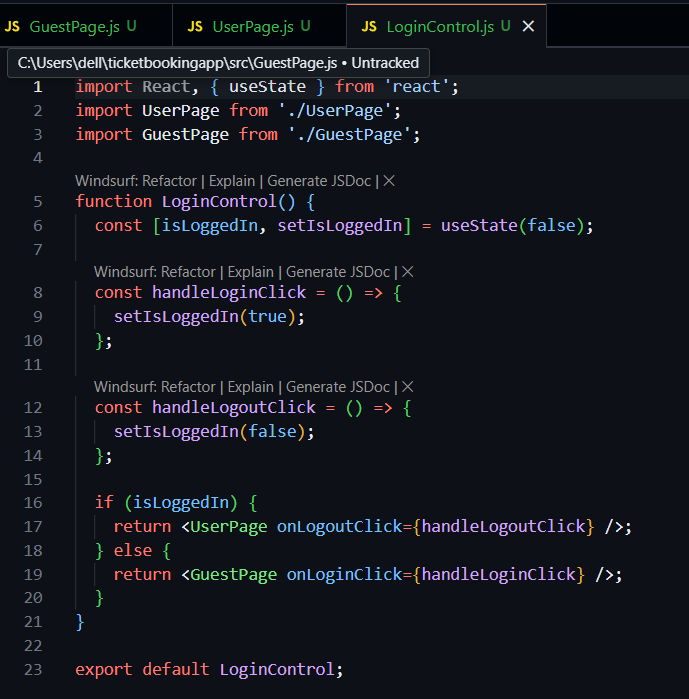 JS GuestPage.js U JS UserPage.js U JS LoginControl.js U ×
C:\Users\dell\ticketbookingapp\src\GuestPage.js • Untracked
1 import React, { useState } from 'react';
2 import UserPage from './UserPage';
3 import GuestPage from './GuestPage';
4
Windsurf: Refactor | Explain | Generate JSDoc | ×
5 function LoginControl() {
6   const [isLoggedIn, setIsLoggedIn] = useState(false);
7
Windsurf: Refactor | Explain | Generate JSDoc | ×
8   const handleLoginClick = () => {
9     setIsLoggedIn(true);
10   };
11
Windsurf: Refactor | Explain | Generate JSDoc | ×
12   const handleLogoutClick = () => {
13     setIsLoggedIn(false);
14   };
15
16   if (isLoggedIn) {
17     return <UserPage onLogoutClick={handleLogoutClick} />;
18   } else {
19     return <GuestPage onLoginClick={handleLoginClick} />;
20   }
21 }
22
23 export default LoginControl;